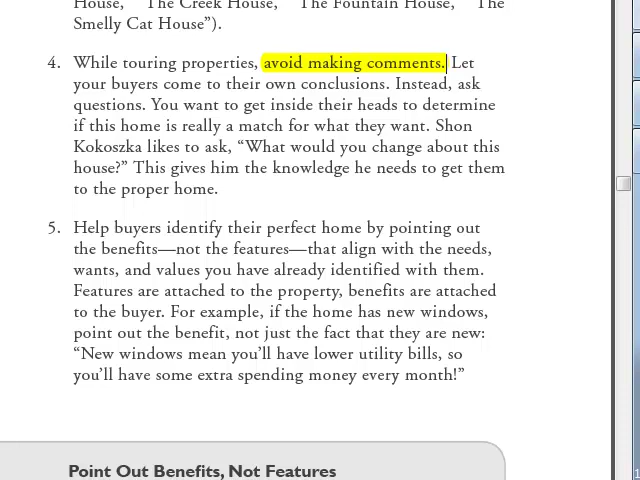 House," "The Creek House," "The Fountain House," "The
Smelly Cat House").
4. While touring properties, avoid making comments. Let
your buyers come to their own conclusions. Instead, ask
questions. You want to get inside their heads to determine
if this home is really a match for what they want. Shon
Kokoszka likes to ask, “What would you change about this
house?” This gives him the knowledge he needs to get them
to the proper home.
5. Help buyers identify their perfect home by pointing out
the benefits—not the features—that align with the needs,
wants, and values you have already identified with them.
Features are attached to the property, benefits are attached
to the buyer. For example, if the home has new windows,
point out the benefit, not just the fact that they are new:
“New windows mean you’ll have lower utility bills, so
you’ll have some extra spending money every month!”
Point Out Benefits, Not Features
1